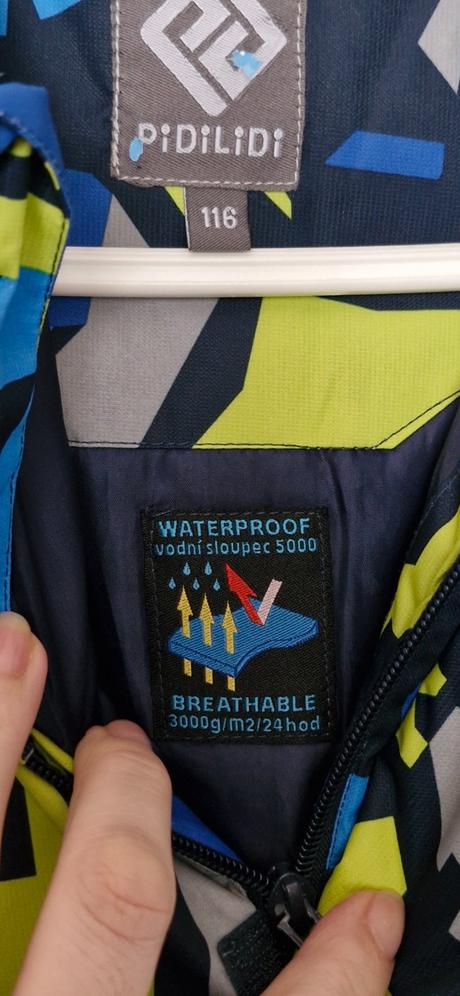 PiDiLiDi
116
WATERPROOF
vodní sloupec 5000
BREATHABLE
3000g/m2/24hod